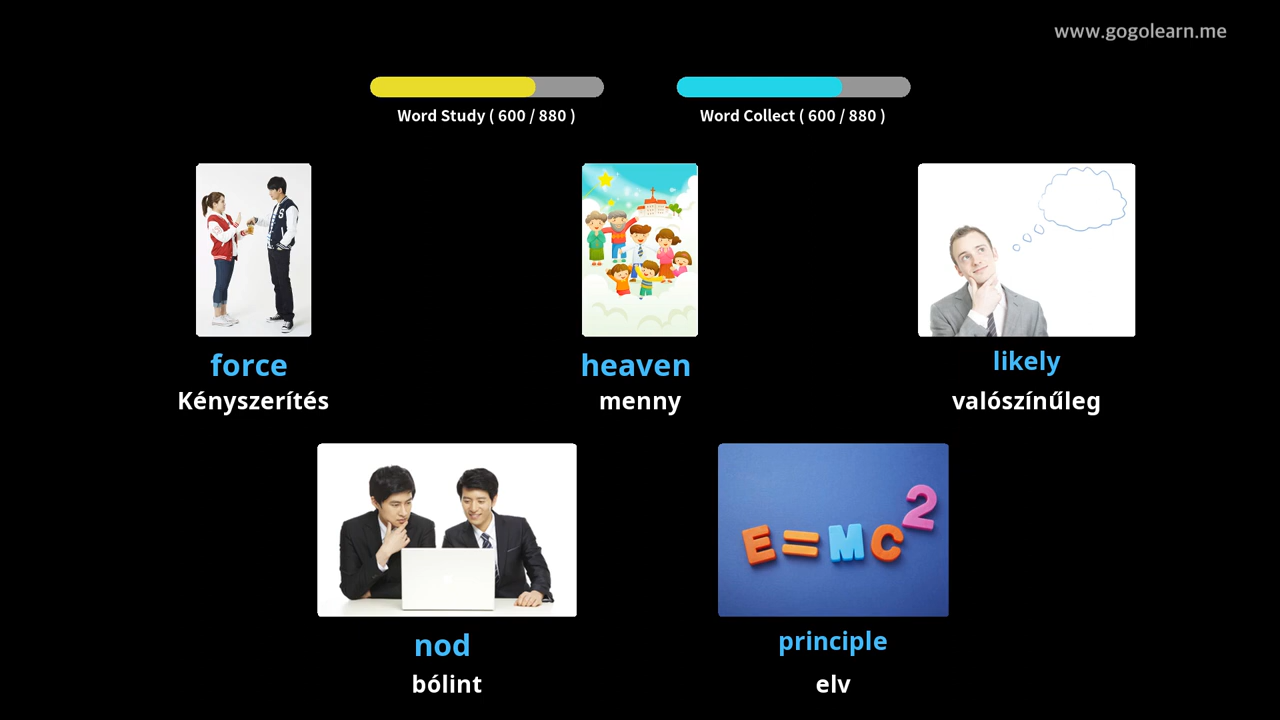 www.gogolearn.me
Word Study ( 600 / 880 )
Word Collect ( 600 / 880 )
force
Kényszerítés
heaven
menny
likely
valószínűleg
S
E=MC2
nod
bólint
principle
elv